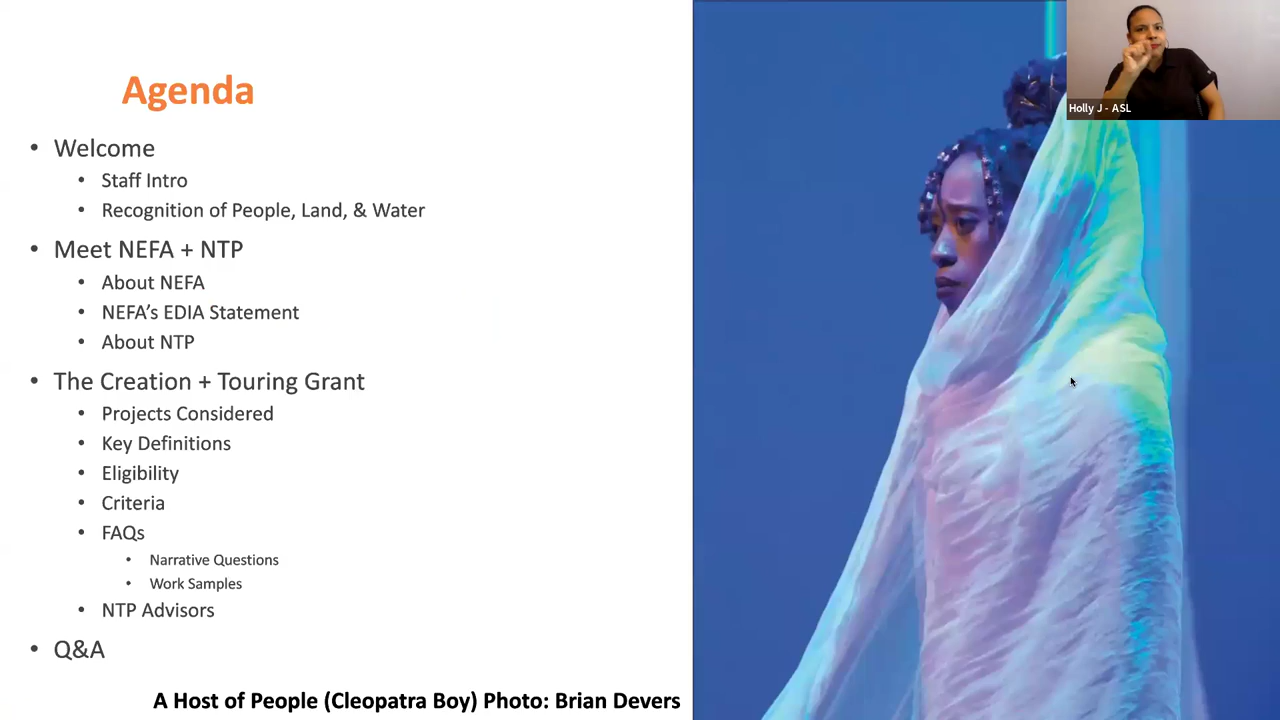 Agenda
• Welcome
• Staff Intro
• Recognition of People, Land, & Water
• Meet NEFA + NTP
• About NEFA
• NEFA's EDIA Statement
• About NTP
• The Creation + Touring Grant
• Projects Considered
• Key Definitions
• Eligibility
• Criteria
• FAQs
• Narrative Questions
• Work Samples
• NTP Advisors
• Q&A
A Host of People (Cleopatra Boy) Photo: Brian Devers
Holly J - ASL